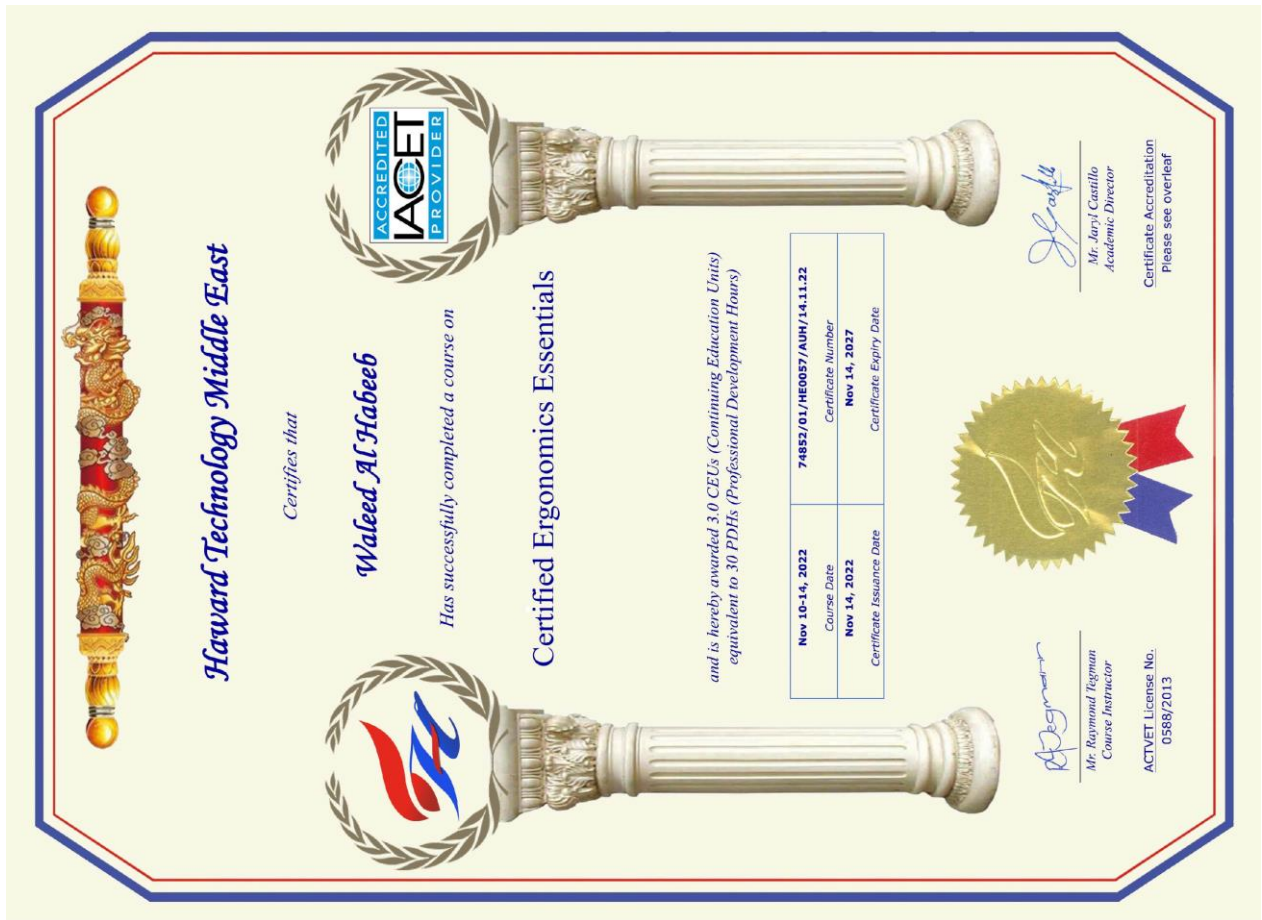 Haward Technology Middle East
Certifies that
Waleed Al Habeeb
ACCREDITED
IACET
PROVIDER
Has successfully completed a course on
Certified Ergonomics Essentials
and is hereby awarded 3.0 CEUs (Continuing Education Units)
equivalent to 30 PDHs (Professional Development Hours)
Nov 10-14, 2022 74852/01/HE0057/AUH/14.11.22
Course Date Certificate Number
Nov 14, 2022 Nov 14, 2027
Certificate Issuance Date Certificate Expiry Date
Mr. Raymond Tegman
Course Instructor
ACTVET License No.
0588/2013
Mr. Jaryl Castillo
Academic Director
Certificate Accreditation
Please see overleaf